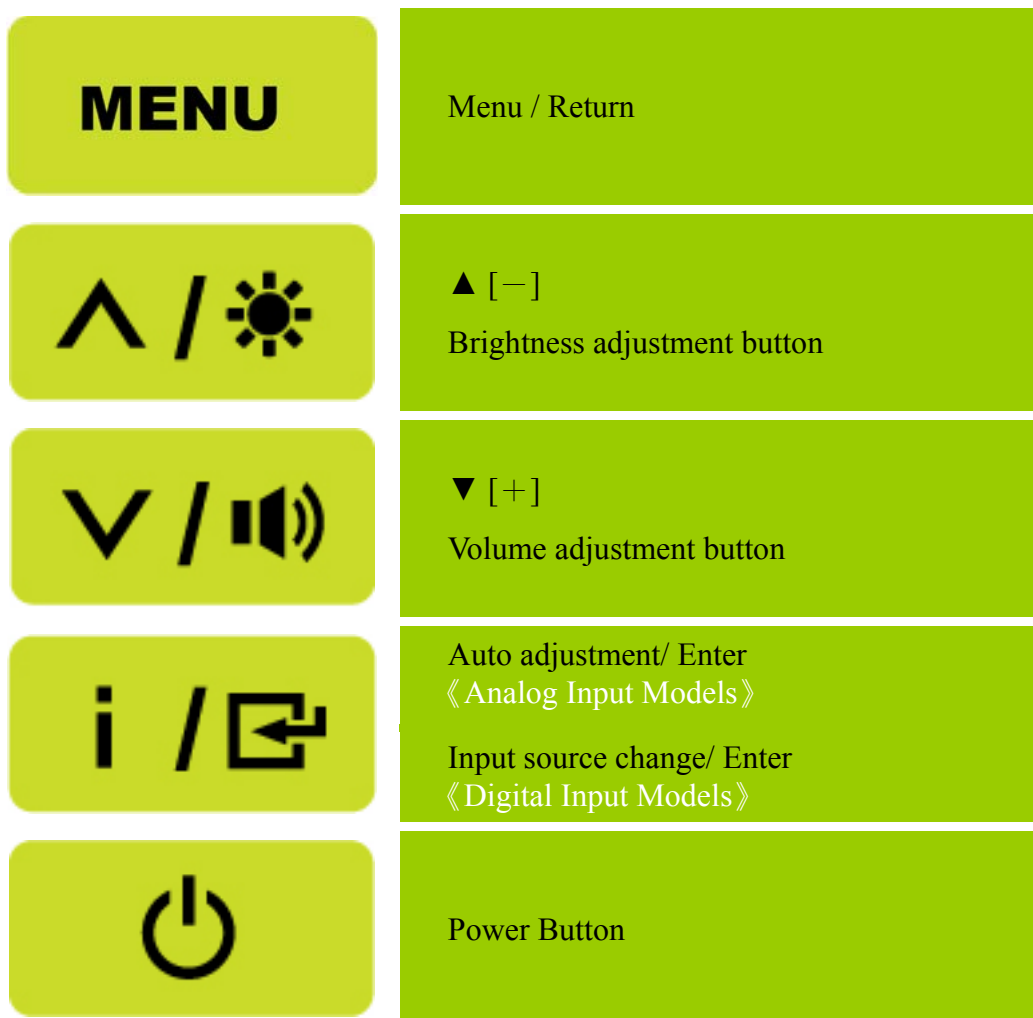 MENU
Menu / Return
/
▲ [－]
Brightness adjustment button
/
▼ [＋]
Volume adjustment button
i /
Auto adjustment/ Enter
《Analog Input Models》
Input source change/ Enter
《Digital Input Models》
Power Button